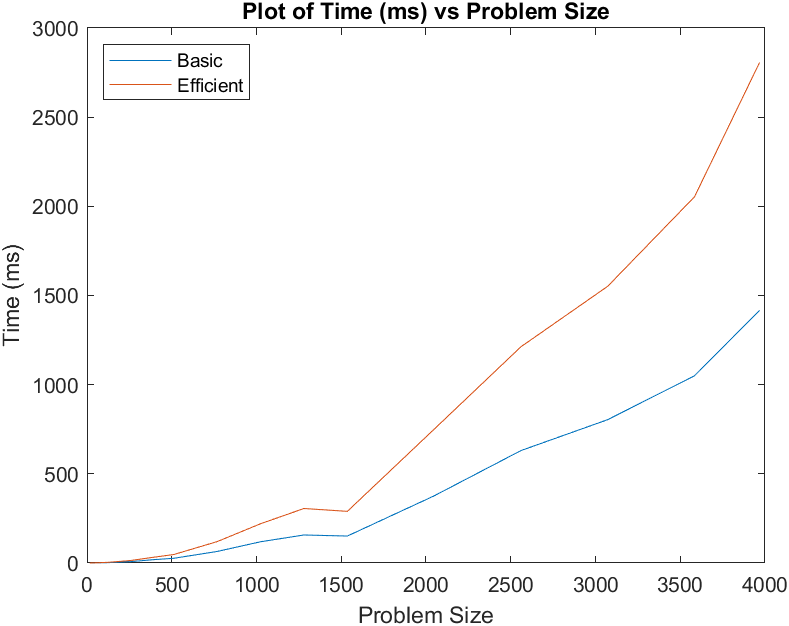 Plot of Time (ms) vs Problem Size
3000
2500
2000
1500
1000
500
0
Time (ms)
Basic
Efficient
0 500 1000 1500 2000 2500 3000 3500 4000
Problem Size